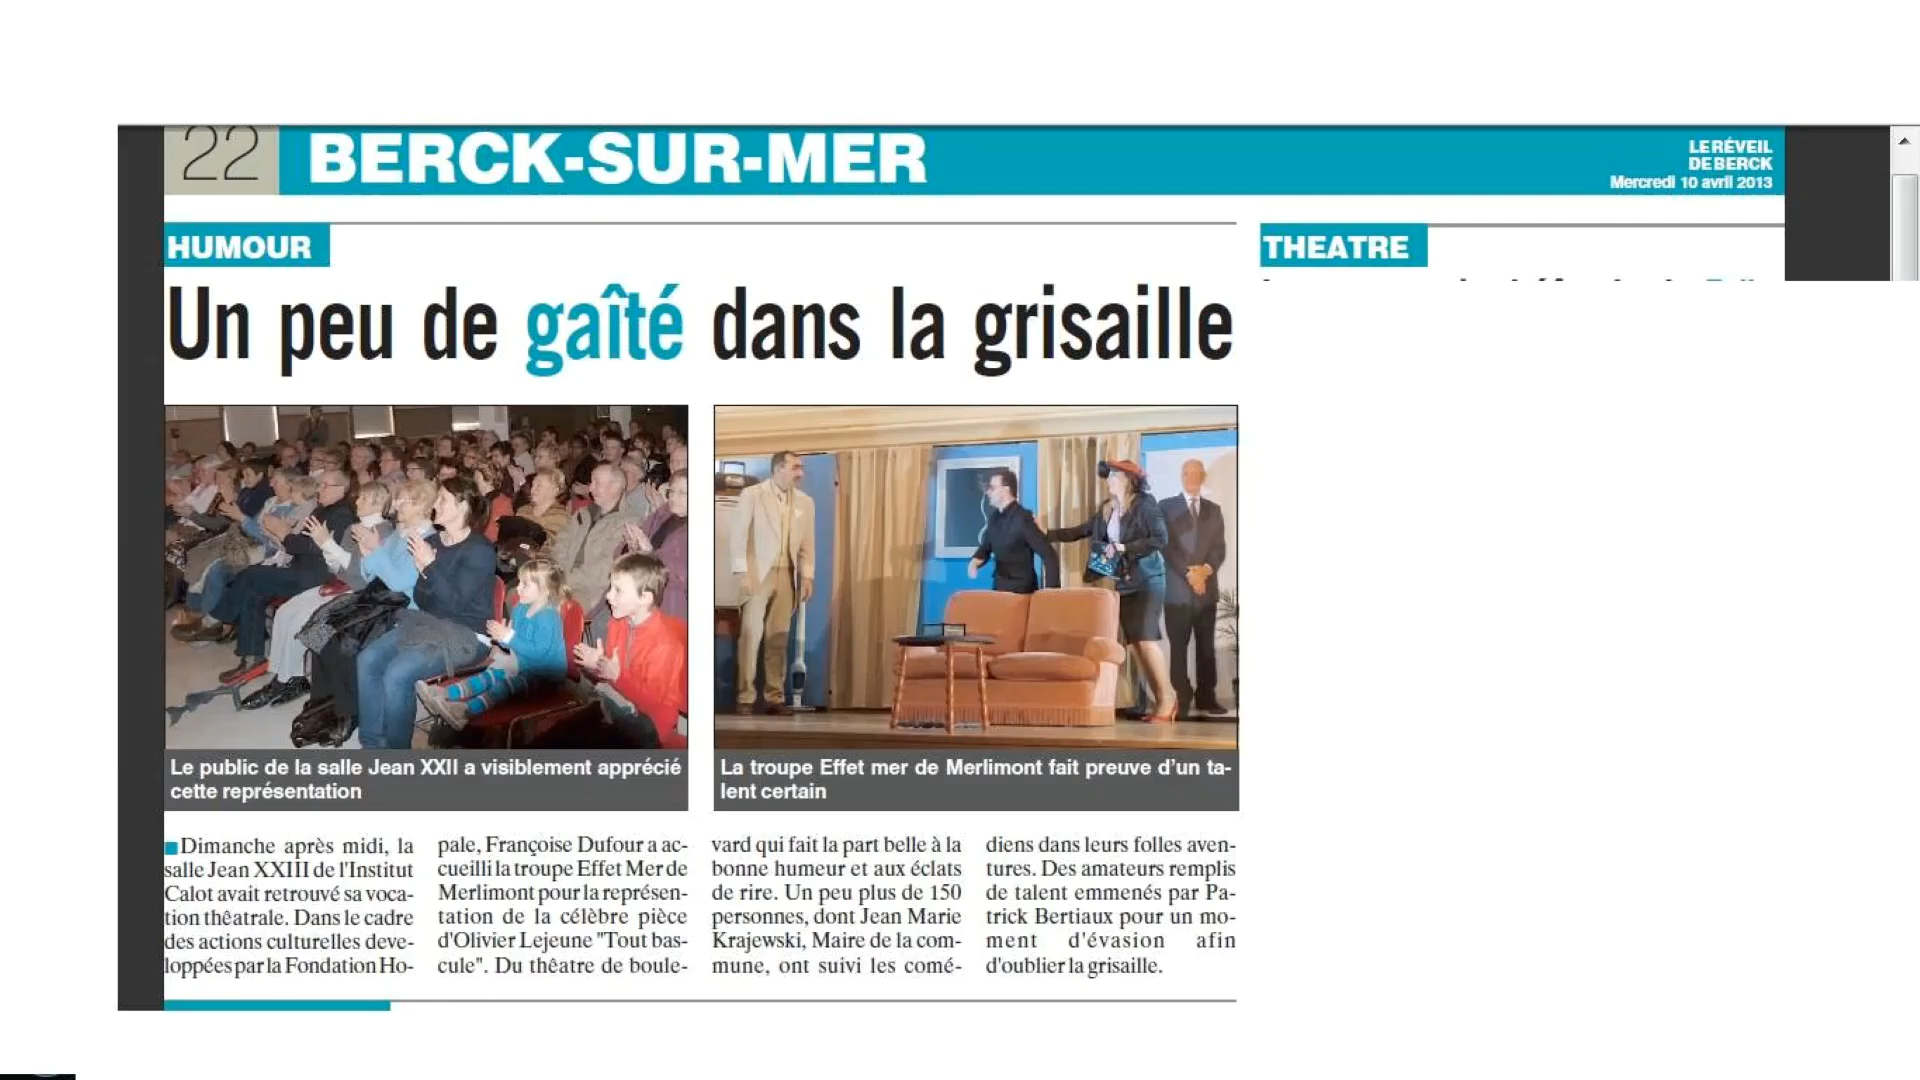 22
BERCK-SUR-MER
LE RÉVEIL
DE BERCK
Mercredi 10 avril 2013
HUMOUR
Un peu de gaîté dans la grisaille
Le public de la salle Jean XXII a visiblement apprécié
cette représentation
La troupe Effet mer de Merlimont fait preuve d'un ta-
lent certain
Dimanche après midi, la
salle Jean XXIII de l'Institut
Calot avait retrouvé sa voca-
tion thêatrale. Dans le cadre
des actions culturelles deve-
loppées par la Fondation Ho-
pale, Françoise Dufour a ac-
cueilli la troupe Effet Mer de
Merlimont pour la représen-
tation de la célèbre pièce
d'Olivier Lejeune "Tout bas-
cule". Du thêatre de boule-
vard qui fait la part belle à la
bonne humeur et aux éclats
de rire. Un peu plus de 150
personnes, dont Jean Marie
Krajewski, Maire de la com-
mune, ont suivi les comé-
diens dans leurs folles aven-
tures. Des amateurs remplis
de talent emmenés par Pa-
trick Bertiaux pour un mo-
ment d'évasion afin
d'oublier la grisaille.
THEATRE